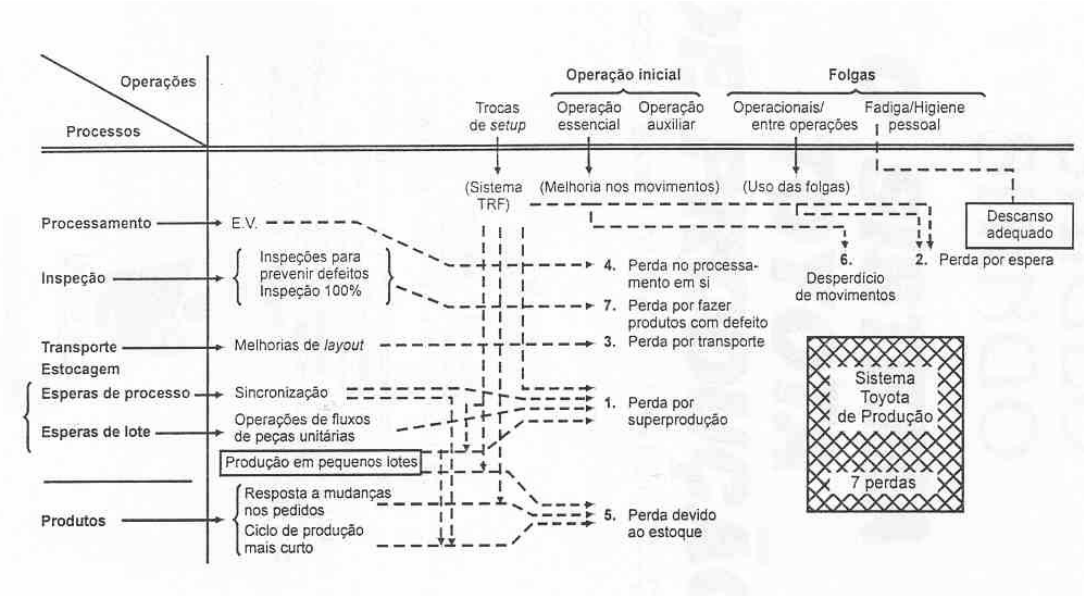 Operações
Processos
Operação inicial
Folgas
Trocas
de setup
Operação
essencial
Operação
auxiliar
Operacionais/
entre operações
Fadiga/Higiene
pessoal
(Sistema
TRF)
(Melhoria nos movimentos)
(Uso das folgas)
Descanso
adequado
Processamento
E.V.
Inspeção
Inspeções para
prevenir defeitos
Inspeção 100%
4. Perda no processa-
mento em si
6.
Desperdício
de movimentos
2. Perda por espera
7. Perda por fazer
produtos com defeito
Transporte
Melhorias de layout
3. Perda por transporte
Estocagem
Esperas de processo
Sincronização
Esperas de lote
Operações de fluxos
de peças unitárias
1. Perda por
superprodução
Produção em pequenos lotes
Produtos
Resposta a mudanças
nos pedidos
Ciclo de produção
mais curto
5. Perda devido
ao estoque
Sistema
Toyota
de Produção
7 perdas